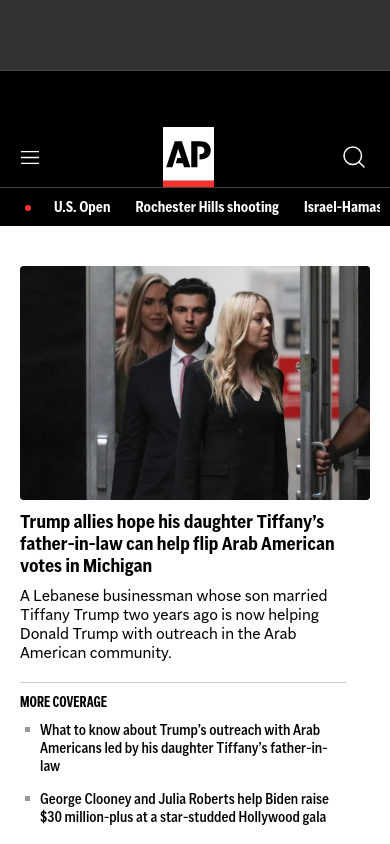 AP
U.S. Open
Rochester Hills shooting
Israel-Hamas
Trump allies hope his daughter Tiffany’s
father-in-law can help flip Arab American
votes in Michigan
A Lebanese businessman whose son married
Tiffany Trump two years ago is now helping
Donald Trump with outreach in the Arab
American community.
MORE COVERAGE
What to know about Trump’s outreach with Arab
Americans led by his daughter Tiffany’s father-in-
law
George Clooney and Julia Roberts help Biden raise
$30 million-plus at a star-studded Hollywood gala